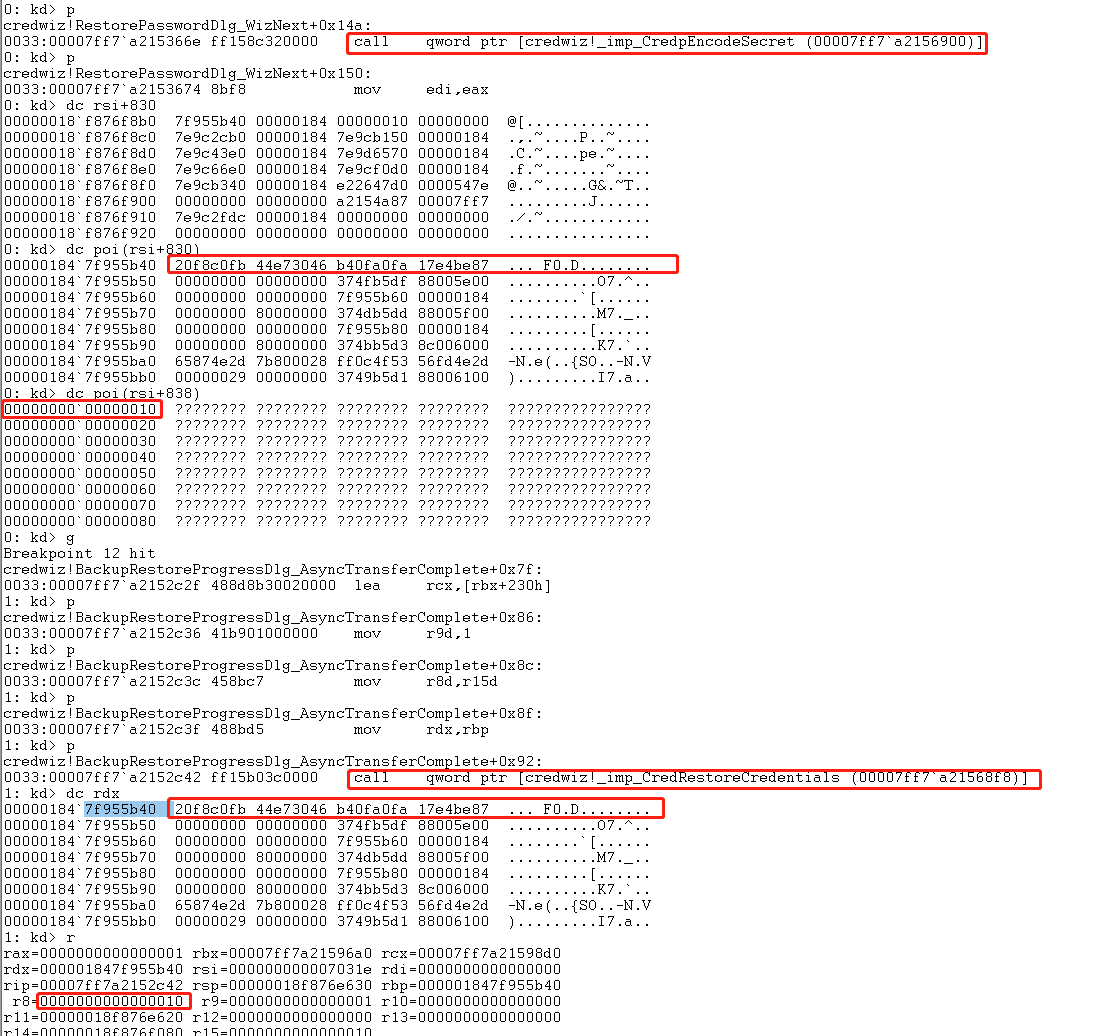 0: kd> p
credwiz!RestorePasswordDlg_WizNext+0x14a:
0033:00007ff7`a215366e ff158c320000    call    qword ptr [credwiz!_imp_CredpEncodeSecret (00007ff7`a2156900)]
0: kd> p
credwiz!RestorePasswordDlg_WizNext+0x150:
0033:00007ff7`a2153674 8bf8            mov     edi,eax
0: kd> dc rsi+830
00000018`f876f8b0  7f955b40 00000184 00000010 00000000  @[..............
00000018`f876f8c0  7e9c2cb0 00000184 7e9cb150 00000184  .,.~....P..~....
00000018`f876f8d0  7e9c43e0 00000184 7e9d6570 00000184  .C.~....pe.~....
00000018`f876f8e0  7e9c66e0 00000184 7e9cf0d0 00000184  .f.~.......~....
00000018`f876f8f0  7e9cb340 00000184 e22647d0 0000547e  @..~.....G&.~T..
00000018`f876f900  00000000 00000000 a2154a87 00007ff7  .........J......
00000018`f876f910  7e9c2fdc 00000184 00000000 00000000  ./.~............
00000018`f876f920  00000000 00000000 00000000 00000000  ................
0: kd> dc poi(rsi+830)
00000184`7f955b40  20f8c0fb 44e73046 b40fa0fa 17e4be87  ... F0.D........
00000184`7f955b50  00000000 00000000 374fb5df 88005e00  ..........O7.^..
00000184`7f955b60  00000000 00000000 7f955b60 00000184  ........`[......
00000184`7f955b70  00000000 80000000 374db5dd 88005f00  ..........M7._..
00000184`7f955b80  00000000 00000000 7f955b80 00000184  .........[......
00000184`7f955b90  00000000 80000000 374bb5d3 8c006000  ..........K7.`..
00000184`7f955ba0  65874e2d 7b800028 ff0c4f53 56fd4e2d  -N.e(..{SO..-N.V
00000184`7f955bb0  00000029 00000000 3749b5d1 88006100  ).........I7.a..
0: kd> dc poi(rsi+838)
00000000`00000010  ???????? ???????? ???????? ????????  ????????????????
00000000`00000020  ???????? ???????? ???????? ????????  ????????????????
00000000`00000030  ???????? ???????? ???????? ????????  ????????????????
00000000`00000040  ???????? ???????? ???????? ????????  ????????????????
00000000`00000050  ???????? ???????? ???????? ????????  ????????????????
00000000`00000060  ???????? ???????? ???????? ????????  ????????????????
00000000`00000070  ???????? ???????? ???????? ????????  ????????????????
00000000`00000080  ???????? ???????? ???????? ????????  ????????????????
0: kd> g
Breakpoint 12 hit
credwiz!BackupRestoreProgressDlg_AsyncTransferComplete+0x7f:
0033:00007ff7`a2152c2f 488d8b30020000  lea     rcx,[rbx+230h]
1: kd> p
credwiz!BackupRestoreProgressDlg_AsyncTransferComplete+0x86:
0033:00007ff7`a2152c36 41b901000000    mov     r9d,1
1: kd> p
credwiz!BackupRestoreProgressDlg_AsyncTransferComplete+0x8c:
0033:00007ff7`a2152c3c 458bc7          mov     r8d,r15d
1: kd> p
credwiz!BackupRestoreProgressDlg_AsyncTransferComplete+0x8f:
0033:00007ff7`a2152c3f 488bd5          mov     rdx,rbp
1: kd> p
credwiz!BackupRestoreProgressDlg_AsyncTransferComplete+0x92:
0033:00007ff7`a2152c42 ff15b03c0000    call    qword ptr [credwiz!_imp_CredRestoreCredentials (00007ff7`a21568f8)]
1: kd> dc rdx
00000184`7f955b40  20f8c0fb 44e73046 b40fa0fa 17e4be87  ... F0.D........
00000184`7f955b50  00000000 00000000 374fb5df 88005e00  ..........O7.^..
00000184`7f955b60  00000000 00000000 7f955b60 00000184  ........`[......
00000184`7f955b70  00000000 80000000 374db5dd 88005f00  ..........M7._..
00000184`7f955b80  00000000 00000000 7f955b80 00000184  .........[......
00000184`7f955b90  00000000 80000000 374bb5d3 8c006000  ..........K7.`..
00000184`7f955ba0  65874e2d 7b800028 ff0c4f53 56fd4e2d  -N.e(..{SO..-N.V
00000184`7f955bb0  00000029 00000000 3749b5d1 88006100  ).........I7.a..
1: kd> r
rax=0000000000000001 rbx=00007ff7a21596a0 rcx=00007ff7a21598d0
rdx=000001847f955b40 rsi=000000000007031e rdi=0000000000000000
rip=00007ff7a2152c42 rsp=00000018f876e630 rbp=000001847f955b40
 r8=0000000000000010  r9=0000000000000001 r10=0000000000000000
r11=00000018f876e620 r12=0000000000000000 r13=0000000000000000
r14=00000018f876f080 r15=0000000000000010